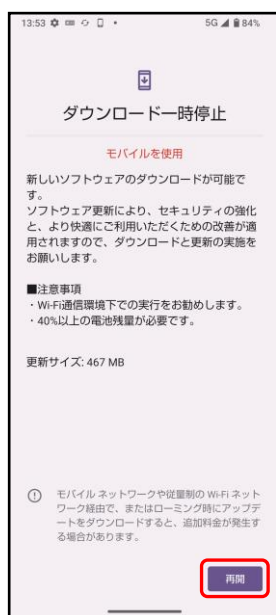 13:53 5G 84%
ダウンロード一時停止
モバイルを使用
新しいソフトウェアのダウンロードが可能で
す。
ソフトウェア更新により、セキュリティの強化
と、より快適にご利用いただくための改善が適
用されますので、ダウンロードと更新の実施を
お願いします。
■注意事項
・Wi-Fi通信環境下での実行をお勧めします。
・40%以上の電池残量が必要です。
更新サイズ: 467 MB
モバイル ネットワークや従量制の Wi-Fi ネット
ワーク経由で、またはローミング時にアップデ
ートをダウンロードすると、追加料金が発生す
る場合があります。
再開